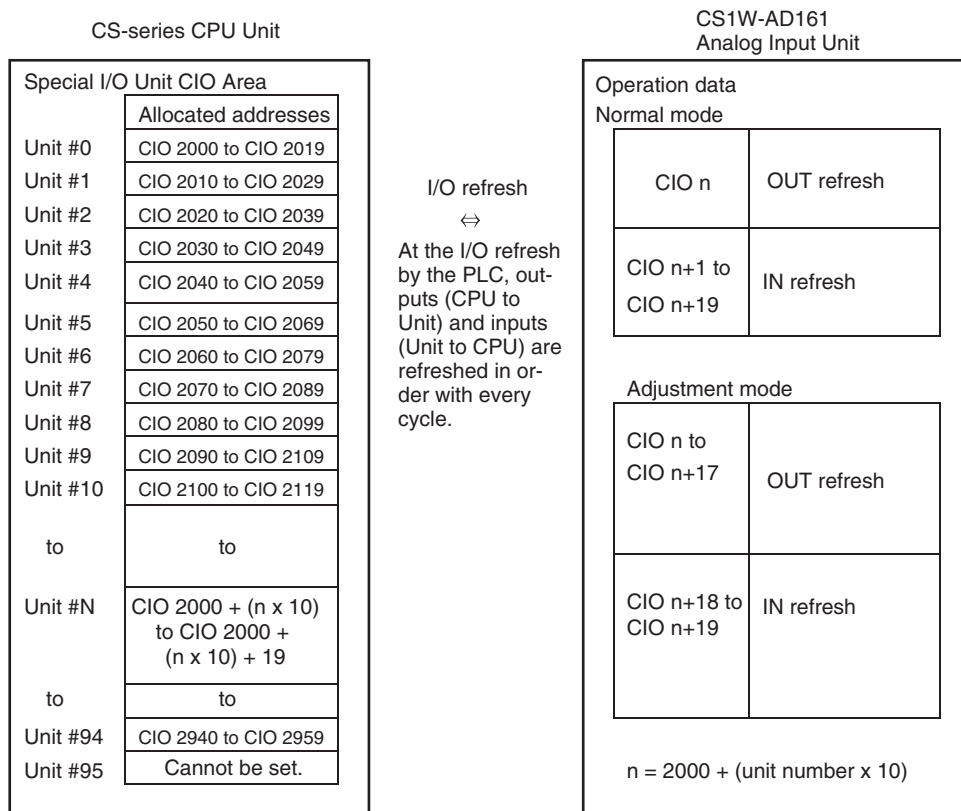 CS-series CPU Unit
Special I/O Unit CIO Area
Allocated addresses
Unit #0 CIO 2000 to CIO 2019
Unit #1 CIO 2010 to CIO 2029
Unit #2 CIO 2020 to CIO 2039
Unit #3 CIO 2030 to CIO 2049
Unit #4 CIO 2040 to CIO 2059
Unit #5 CIO 2050 to CIO 2069
Unit #6 CIO 2060 to CIO 2079
Unit #7 CIO 2070 to CIO 2089
Unit #8 CIO 2080 to CIO 2099
Unit #9 CIO 2090 to CIO 2109
Unit #10 CIO 2100 to CIO 2119
to to
Unit #N CIO 2000 + (n x 10)
to CIO 2000 +
(n x 10) + 19
to to
Unit #94 CIO 2940 to CIO 2959
Unit #95 Cannot be set.
I/O refresh
⇔
At the I/O refresh
by the PLC, out-
puts (CPU to
Unit) and inputs
(Unit to CPU) are
refreshed in or-
der with every
cycle.
CS1W-AD161
Analog Input Unit
Operation data
Normal mode
CIO n OUT refresh
CIO n+1 to
CIO n+19
IN refresh
Adjustment mode
CIO n to
CIO n+17
OUT refresh
CIO n+18 to
CIO n+19
IN refresh
n = 2000 + (unit number x 10)